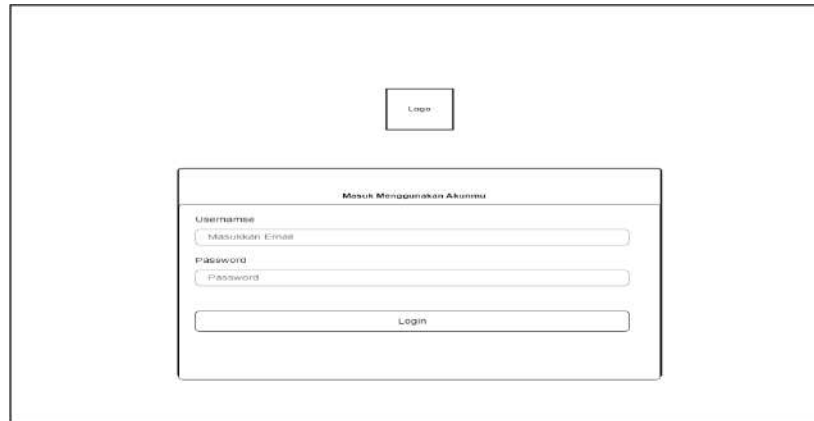 Logo
Masuk Menggunakan Akunmu
Usernamse
Masukkan Email
Password
Password
Login